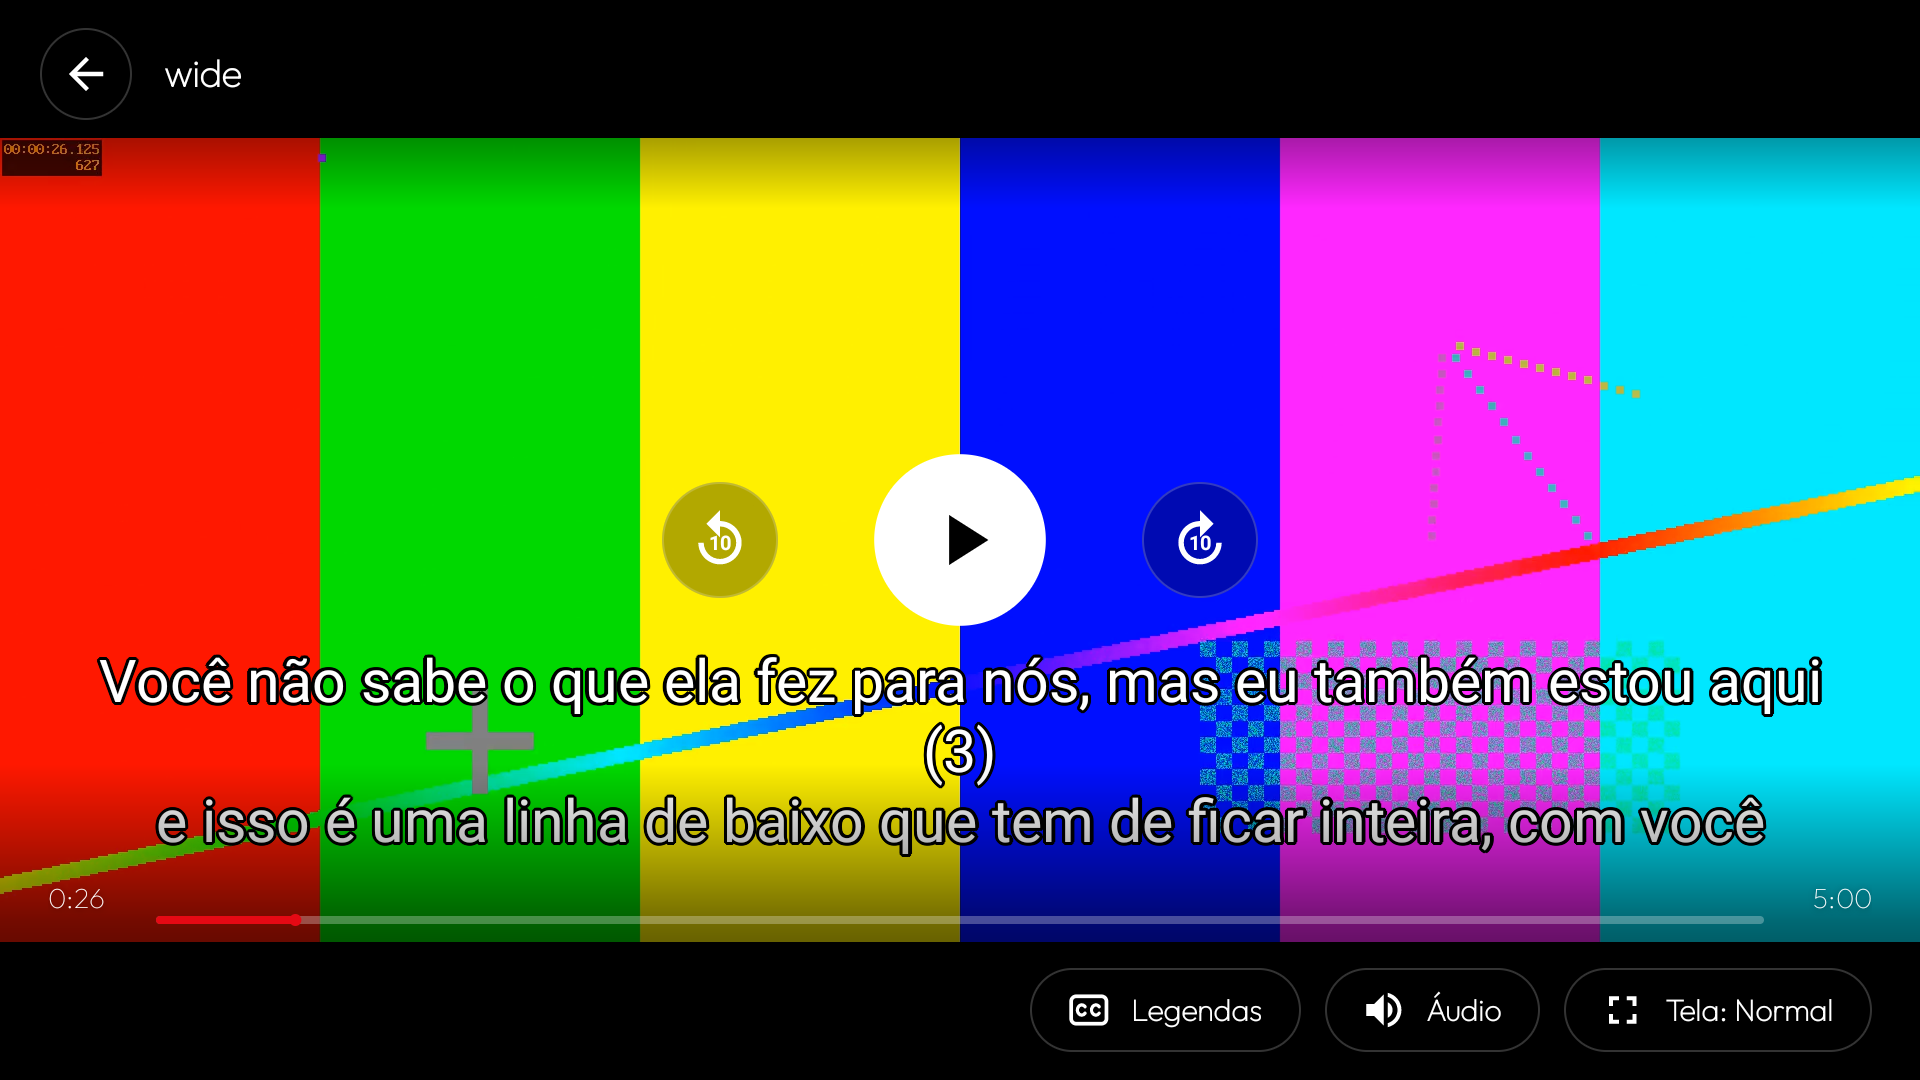 wide
00:00:26.125
627
10
10
Você não sabe o que ela fez para nós, mas eu também estou aqui
(3)
e isso é uma linha de baixo que tem de ficar inteira, com você
0:26
5:00
CC
Legendas
Áudio
Tela: Normal